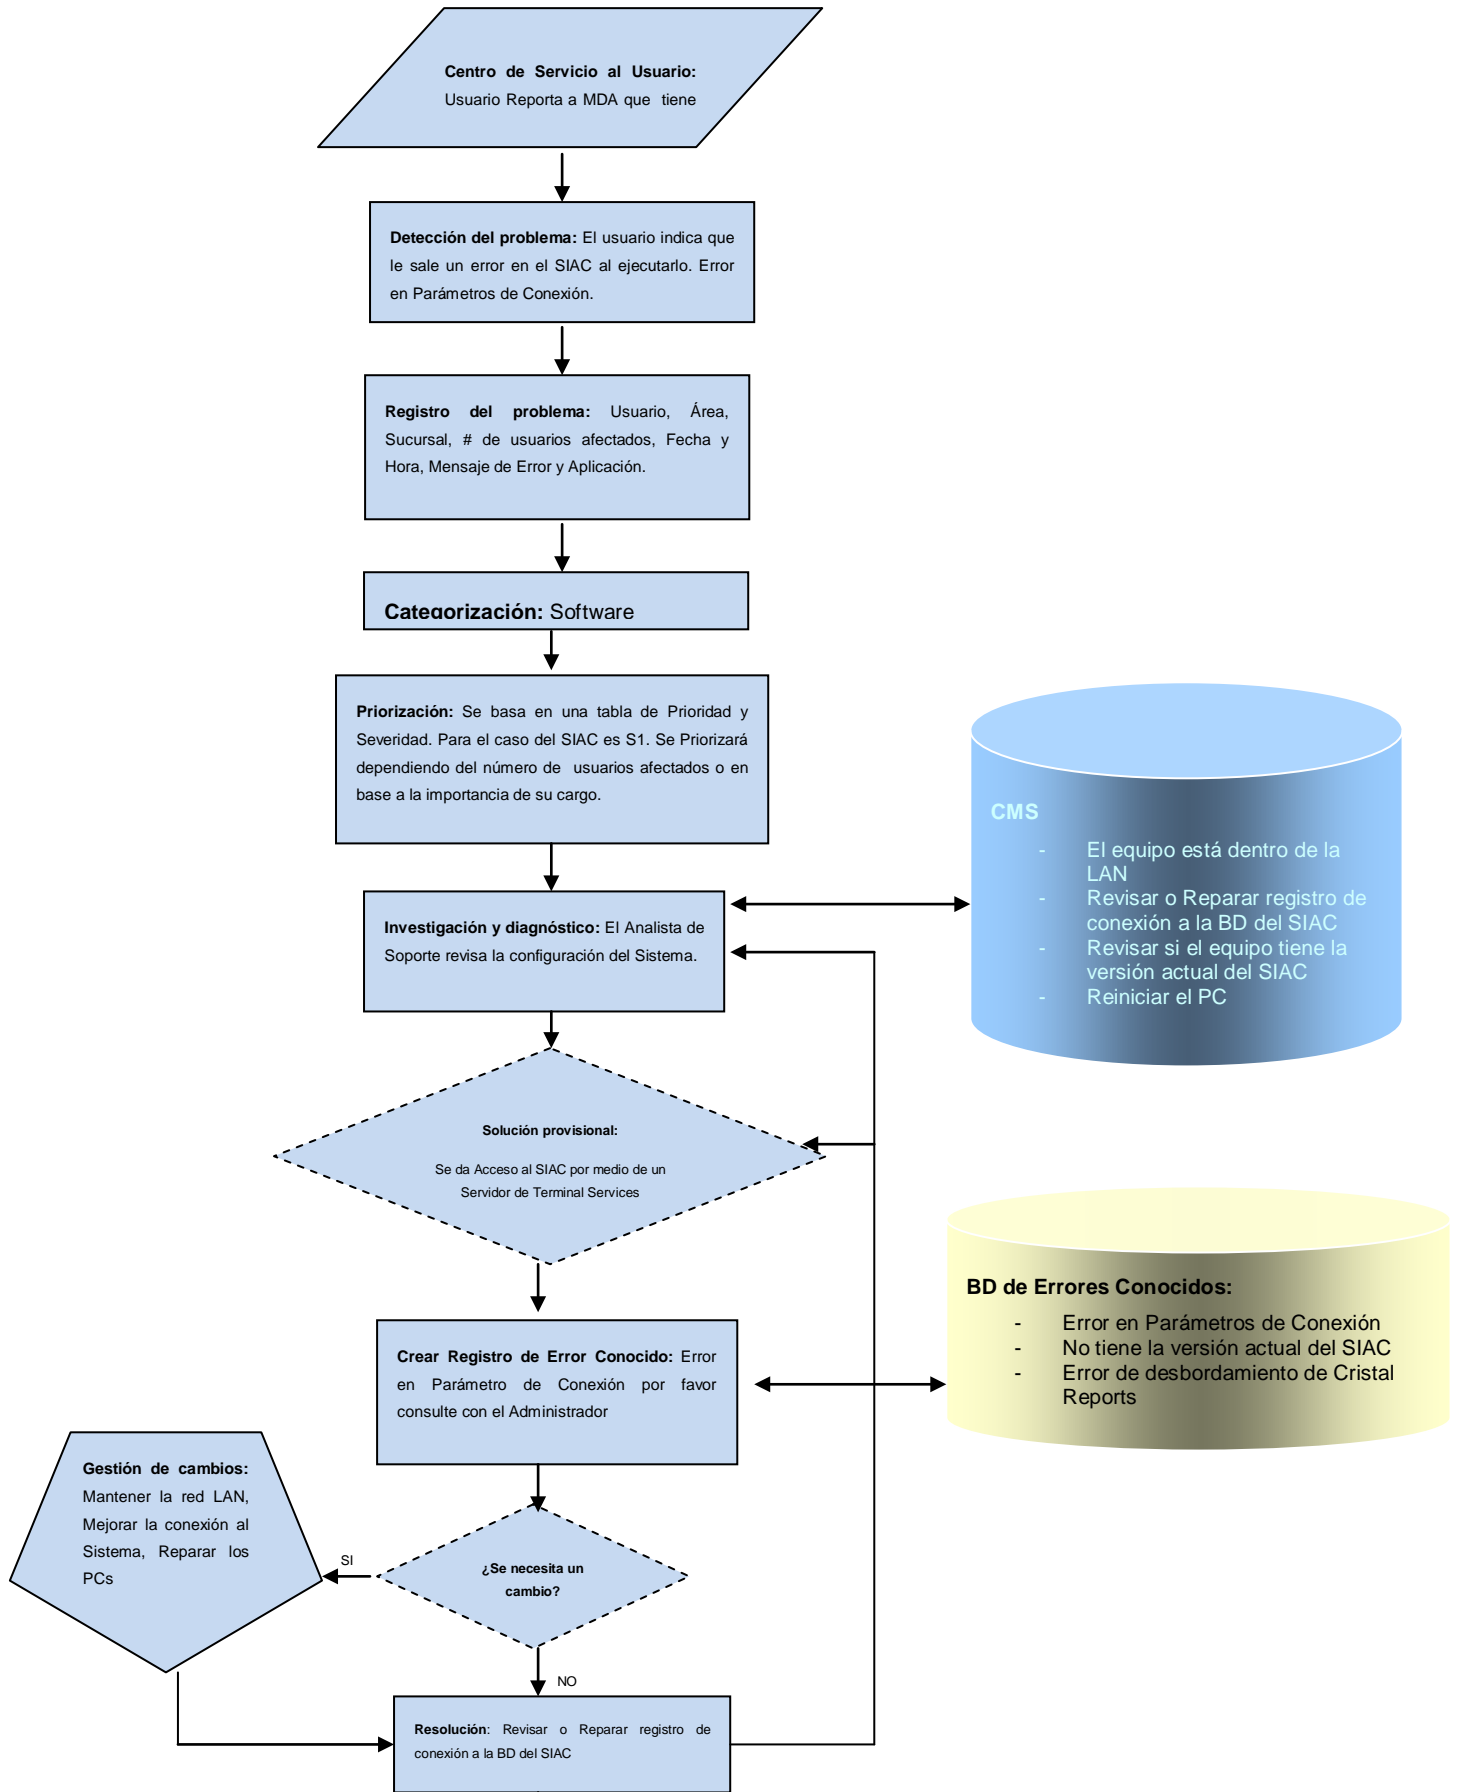 Centro de Servicio al Usuario:
Usuario Reporta a MDA que tiene
Detección del problema: El usuario indica que
le sale un error en el SIAC al ejecutarlo. Error
en Parámetros de Conexión.
Registro del problema: Usuario, Área,
Sucursal, # de usuarios afectados, Fecha y
Hora, Mensaje de Error y Aplicación.
Categorización: Software
Priorización: Se basa en una tabla de Prioridad y
Severidad. Para el caso del SIAC es S1. Se Priorizará
dependiendo del número de usuarios afectados o en
base a la importancia de su cargo.
CMS
- El equipo está dentro de la
LAN
- Revisar o Reparar registro de
conexión a la BD del SIAC
- Revisar si el equipo tiene la
versión actual del SIAC
- Reiniciar el PC
Investigación y diagnóstico: El Analista de
Soporte revisa la configuración del Sistema.
Solución provisional:
Se da Acceso al SIAC por medio de un
Servidor de Terminal Services
BD de Errores Conocidos:
- Error en Parámetros de Conexión
- No tiene la versión actual del SIAC
- Error de desbordamiento de Cristal
Reports
Crear Registro de Error Conocido: Error
en Parámetro de Conexión por favor
consulte con el Administrador
Gestión de cambios:
Mantener la red LAN,
Mejorar la conexión al
Sistema, Reparar los
PCs
SI
¿Se necesita un
cambio?
NO
Resolución: Revisar o Reparar registro de
conexión a la BD del SIAC